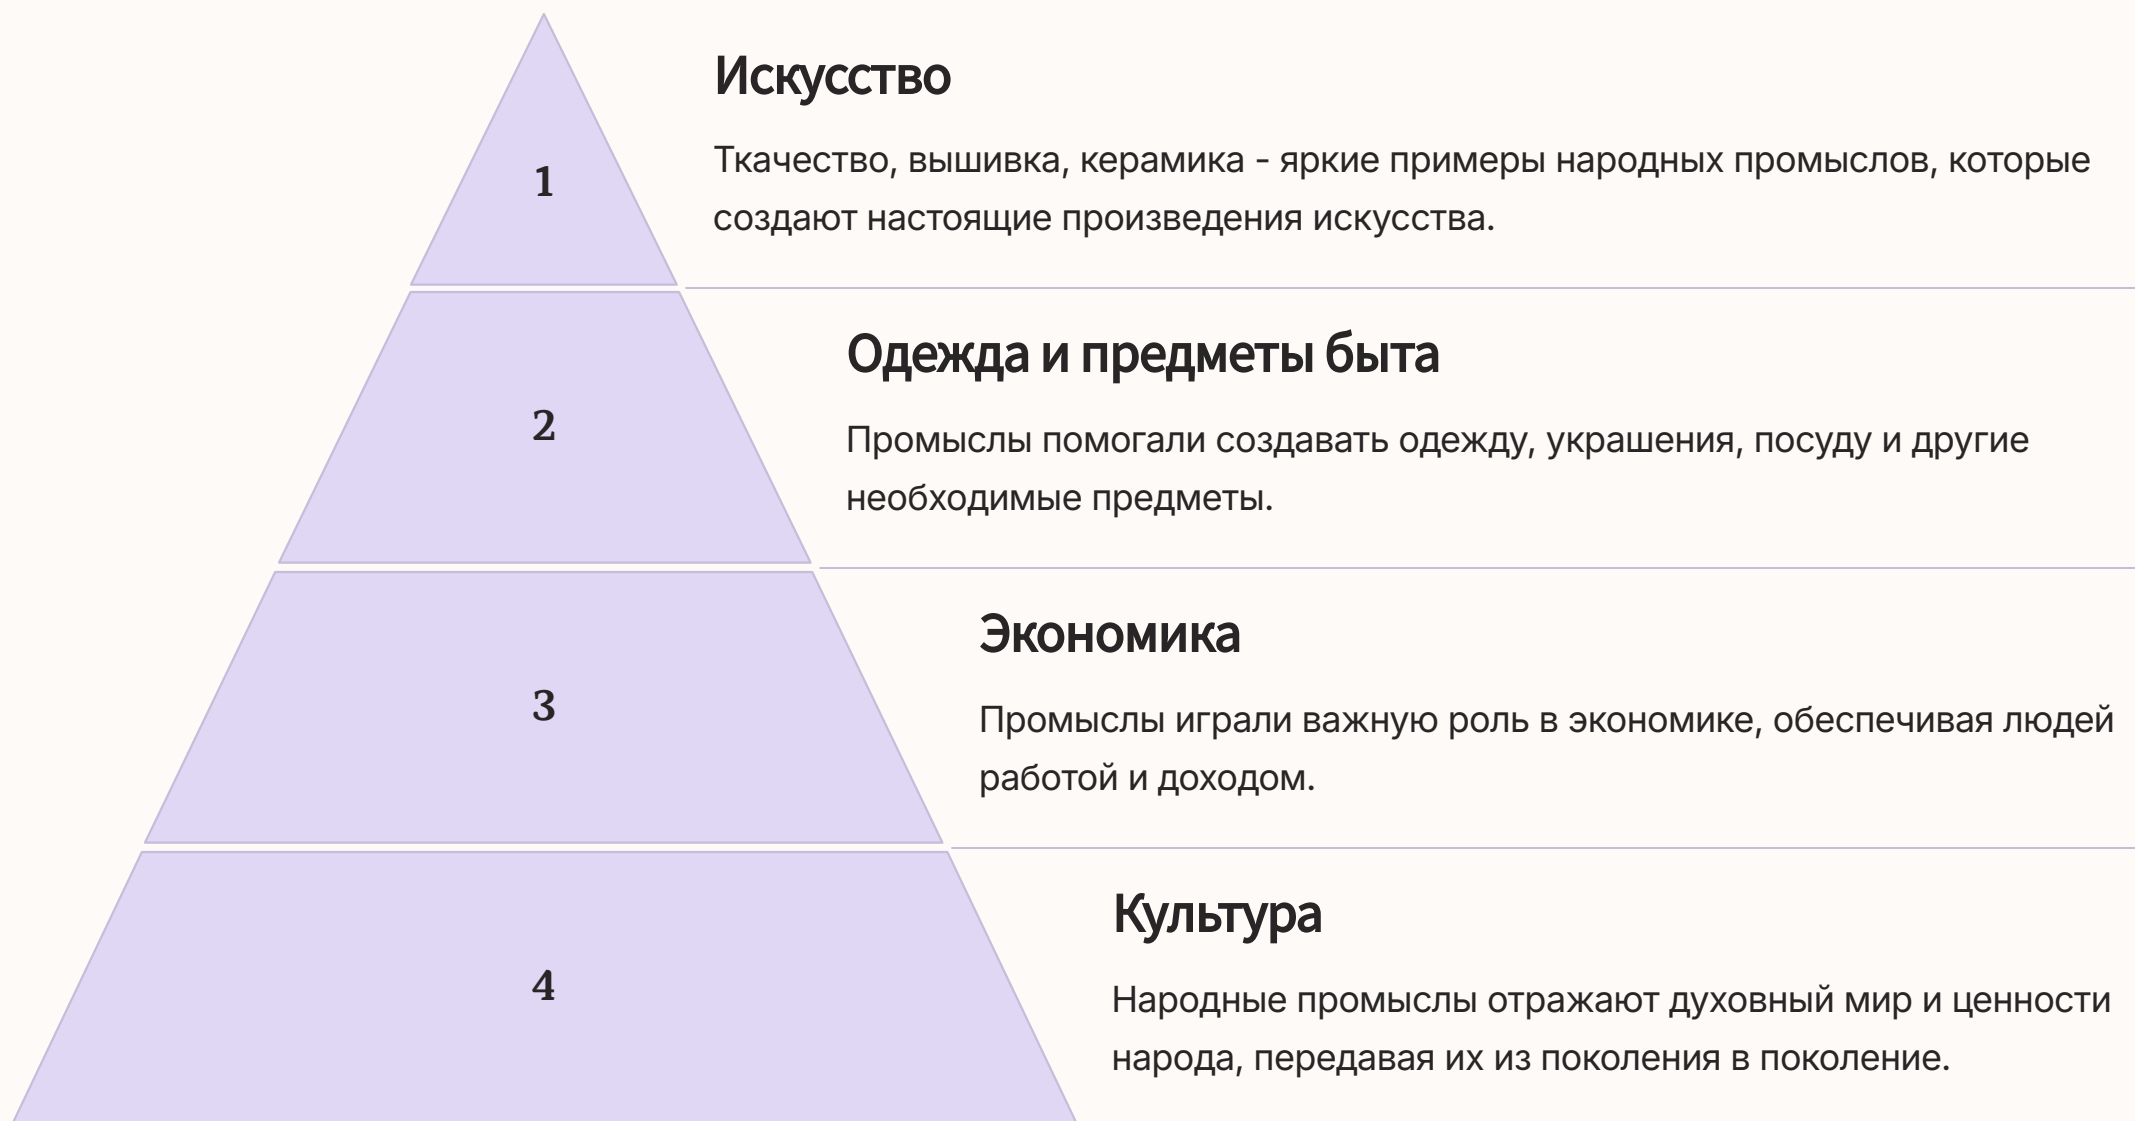 1
Искусство
Ткачество, вышивка, керамика - яркие примеры народных промыслов, которые
создают настоящие произведения искусства.
2
Одежда и предметы быта
Промыслы помогали создавать одежду, украшения, посуду и другие
необходимые предметы.
3
Экономика
Промыслы играли важную роль в экономике, обеспечивая людей
работой и доходом.
4
Культура
Народные промыслы отражают духовный мир и ценности
народа, передавая их из поколения в поколение.